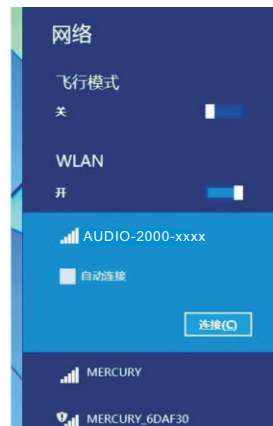 网络
飞行模式
关
WLAN
开
AUDIO-2000-xxxx
自动连接
连接(C)
MERCURY
MERCURY_6DAF30